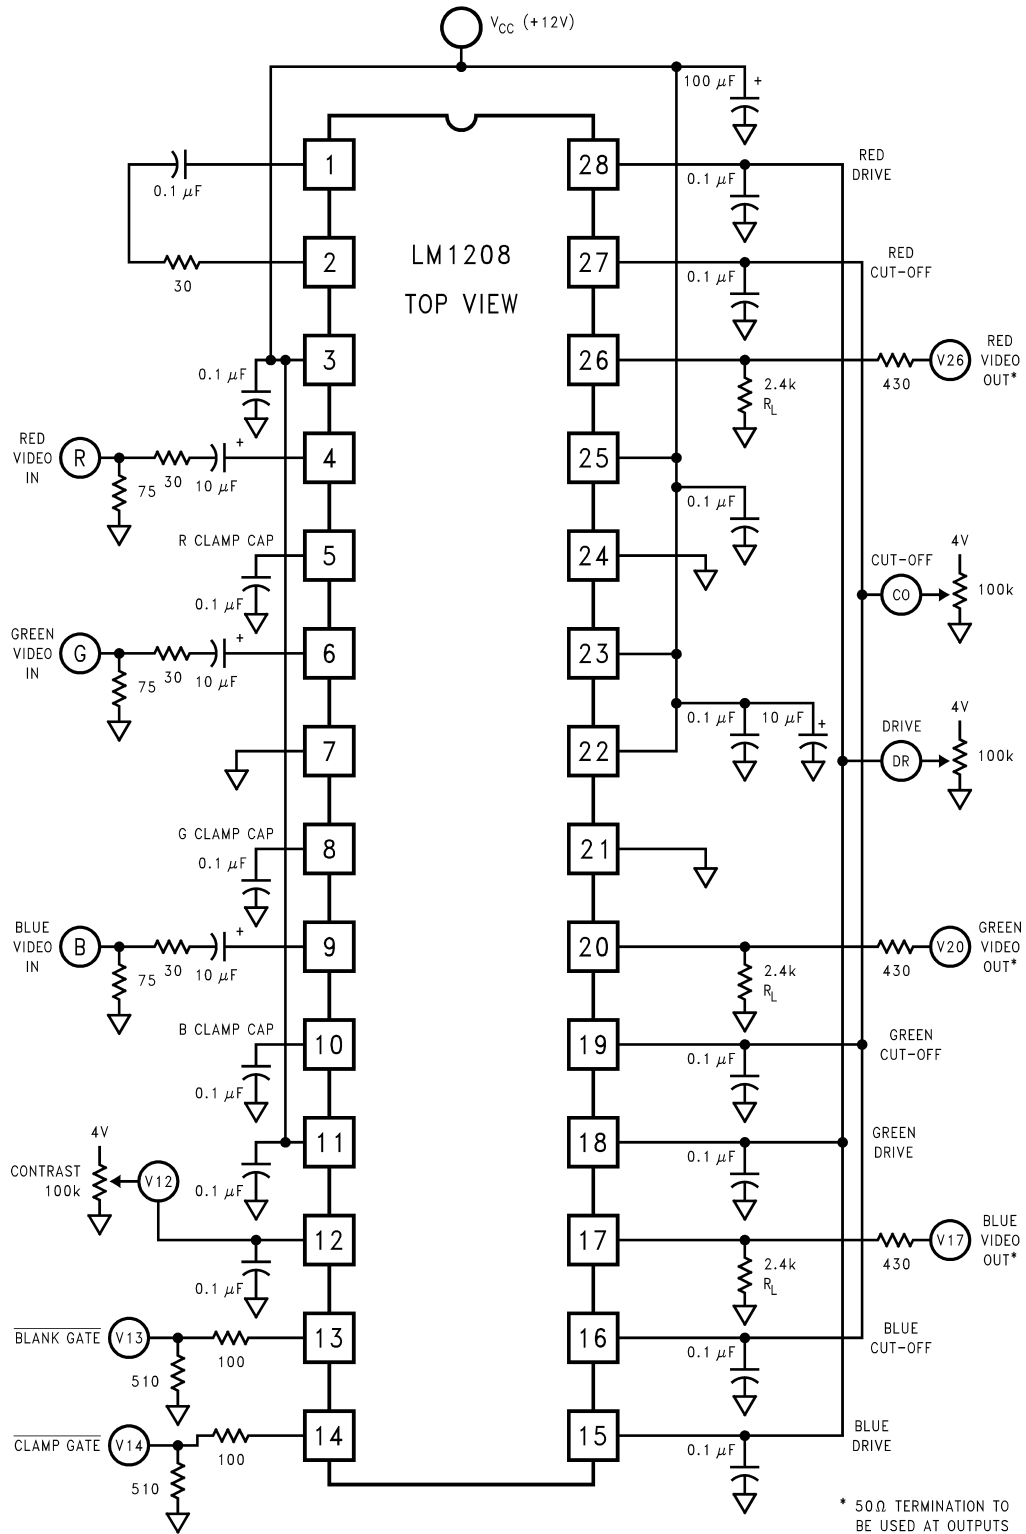 VCC (+12V)
100 µF +
1
28
RED
DRIVE
0.1 µF
0.1 µF
LM1208
TOP VIEW
2
27
RED
CUT-OFF
30
0.1 µF
3
26
V26
RED
VIDEO
OUT*
0.1 µF
2.4k
RL
430
RED
VIDEO
IN
R
75
30
10 µF
+
4
25
0.1 µF
R CLAMP CAP
5
24
0.1 µF
CUT-OFF
CO
4V
100k
GREEN
VIDEO
IN
G
75
30
10 µF
+
6
23
0.1 µF
10 µF
+
7
22
DRIVE
DR
4V
100k
G CLAMP CAP
0.1 µF
8
21
BLUE
VIDEO
IN
B
75
30
10 µF
+
9
20
2.4k
RL
430
V20
GREEN
VIDEO
OUT*
B CLAMP CAP
10
0.1 µF
19
0.1 µF
GREEN
CUT-OFF
11
0.1 µF
18
0.1 µF
GREEN
DRIVE
4V
CONTRAST
100k
V12
12
0.1 µF
17
2.4k
RL
430
V17
BLUE
VIDEO
OUT*
BLANK GATE
V13
510
100
13
16
0.1 µF
BLUE
CUT-OFF
CLAMP GATE
V14
510
100
14
15
0.1 µF
BLUE
DRIVE
* 50Ω TERMINATION TO
BE USED AT OUTPUTS